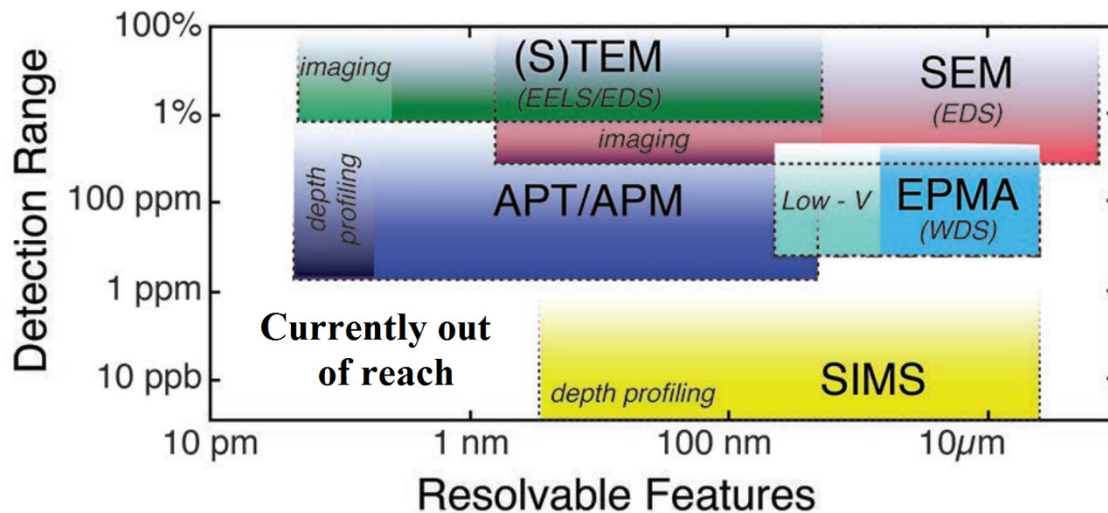 Detection Range
100%
1%
100 ppm
1 ppm
10 ppb
imaging
(S)TEM
(EELS/EDS)
SEM
(EDS)
imaging
depth
profiling
APT/APM
Low - V
EPMA
(WDS)
Currently out
of reach
depth profiling
SIMS
10 pm
1 nm
100 nm
10µm
Resolvable Features